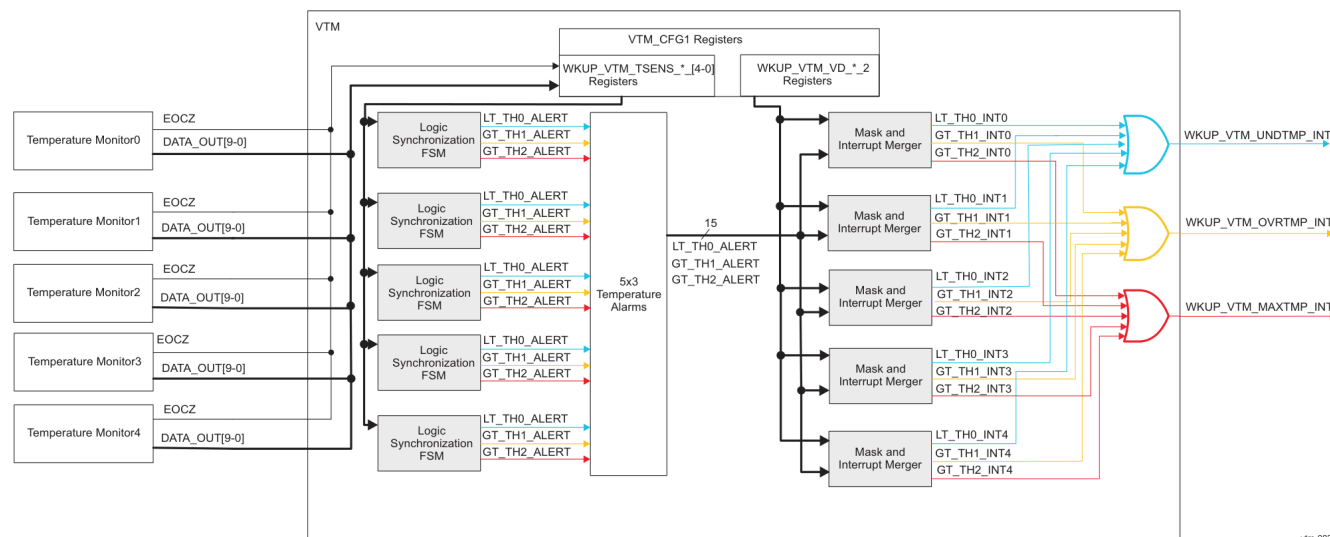 VTM
VTM_CFG1 Registers
WKUP_VTM_TSENS_*_[4-0]
Registers
WKUP_VTM_VD_*_2
Registers
Temperature Monitor0
EOCZ
DATA_OUT[9-0]
Temperature Monitor1
EOCZ
DATA_OUT[9-0]
Temperature Monitor2
EOCZ
DATA_OUT[9-0]
Temperature Monitor3
EOCZ
DATA_OUT[9-0]
Temperature Monitor4
EOCZ
DATA_OUT[9-0]
Logic
Synchronization
FSM
LT_TH0_ALERT
GT_TH1_ALERT
GT_TH2_ALERT
Logic
Synchronization
FSM
LT_TH0_ALERT
GT_TH1_ALERT
GT_TH2_ALERT
Logic
Synchronization
FSM
LT_TH0_ALERT
GT_TH1_ALERT
GT_TH2_ALERT
Logic
Synchronization
FSM
LT_TH0_ALERT
GT_TH1_ALERT
GT_TH2_ALERT
Logic
Synchronization
FSM
LT_TH0_ALERT
GT_TH1_ALERT
GT_TH2_ALERT
5x3
Temperature
Alarms
15
LT_TH0_ALERT
GT_TH1_ALERT
GT_TH2_ALERT
Mask and
Interrupt Merger
LT_TH0_INT0
GT_TH1_INT0
GT_TH2_INT0
Mask and
Interrupt Merger
LT_TH0_INT1
GT_TH1_INT1
GT_TH2_INT1
Mask and
Interrupt Merger
LT_TH0_INT2
GT_TH1_INT2
GT_TH2_INT2
Mask and
Interrupt Merger
LT_TH0_INT3
GT_TH1_INT3
GT_TH2_INT3
Mask and
Interrupt Merger
LT_TH0_INT4
GT_TH1_INT4
GT_TH2_INT4
WKUP_VTM_UNDTMP_INT
WKUP_VTM_OVRTMP_INT
WKUP_VTM_MAXTMP_INT